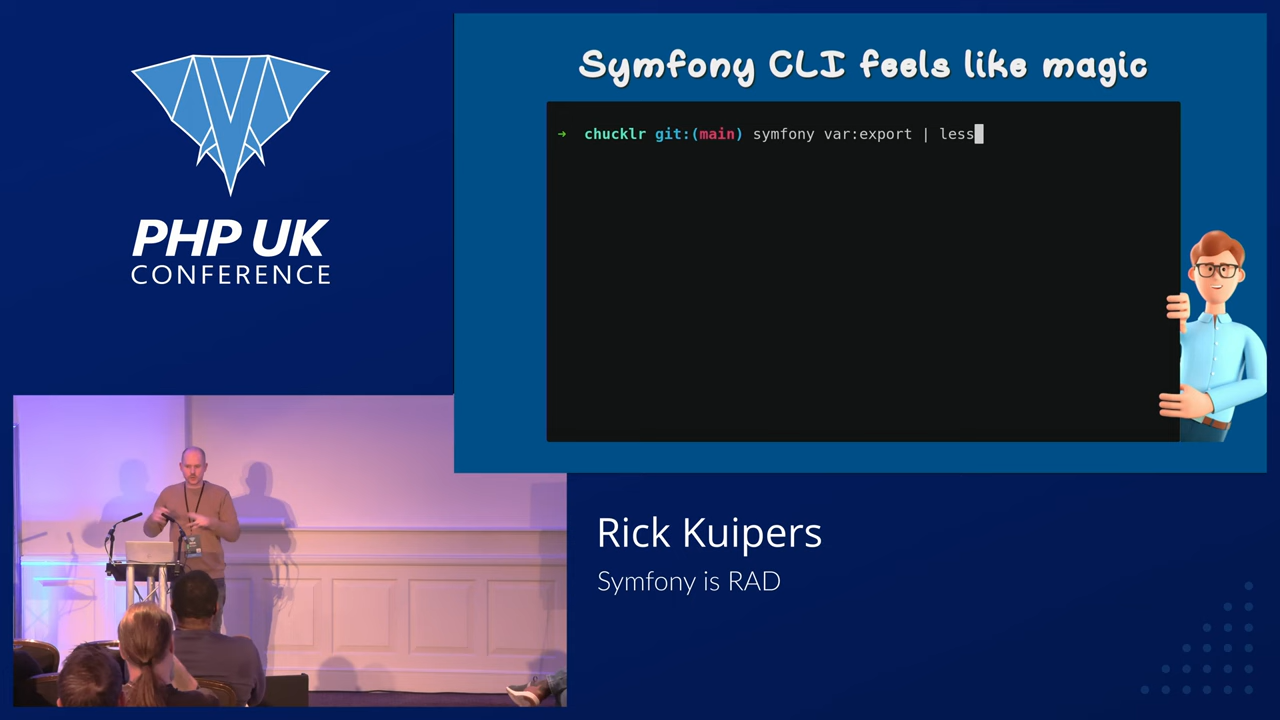 PHP UK
CONFERENCE
Symfony CLI feels like magic
➜ chucklr git:(main) symfony var:export | less
Rick Kuipers
Symfony is RAD